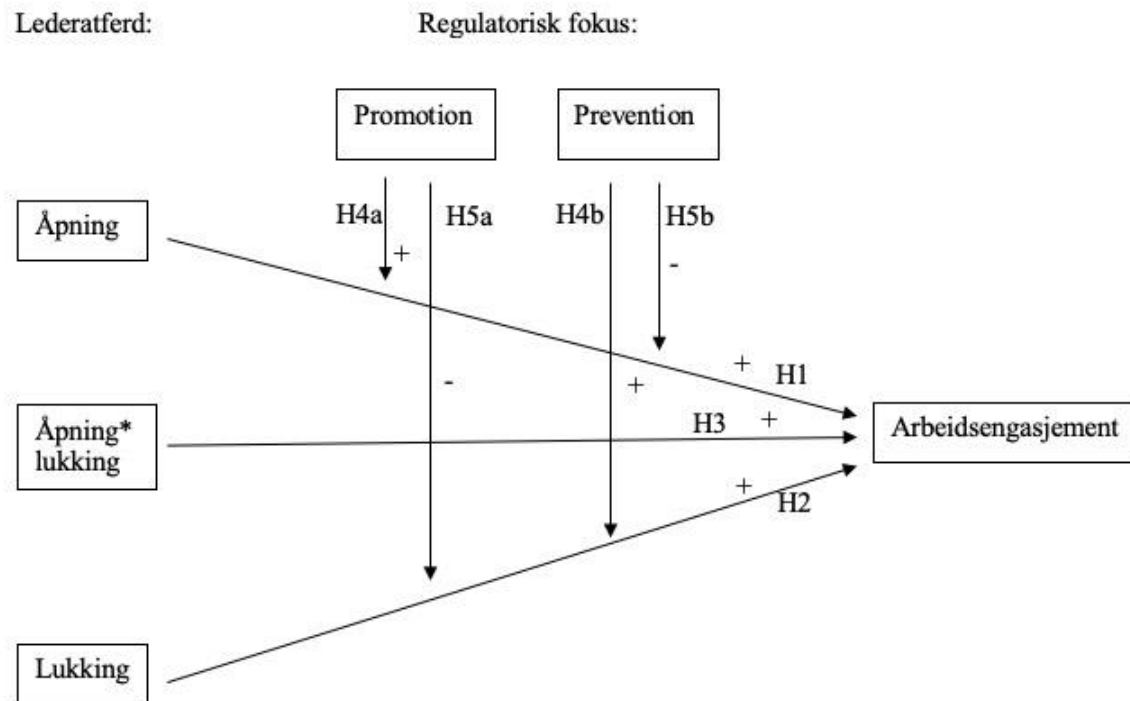 Lederatferd:
Regulatorisk fokus:
Promotion
Prevention
H4a
H5a
H4b
H5b
Åpning
+
-
-
+
+
H1
Åpning*
lukking
H3
+
Arbeidsengasjement
+
H2
Lukking